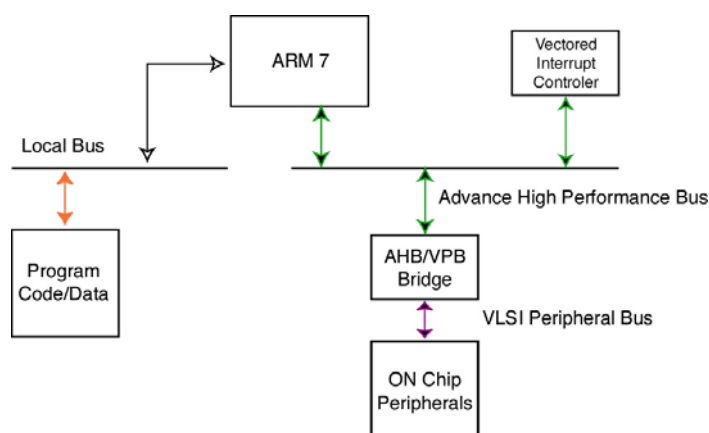 ARM 7
Vectored
Interrupt
Controler
Local Bus
Advance High Performance Bus
Program
Code/Data
AHB/VPB
Bridge
VLSI Peripheral Bus
ON Chip
Peripherals